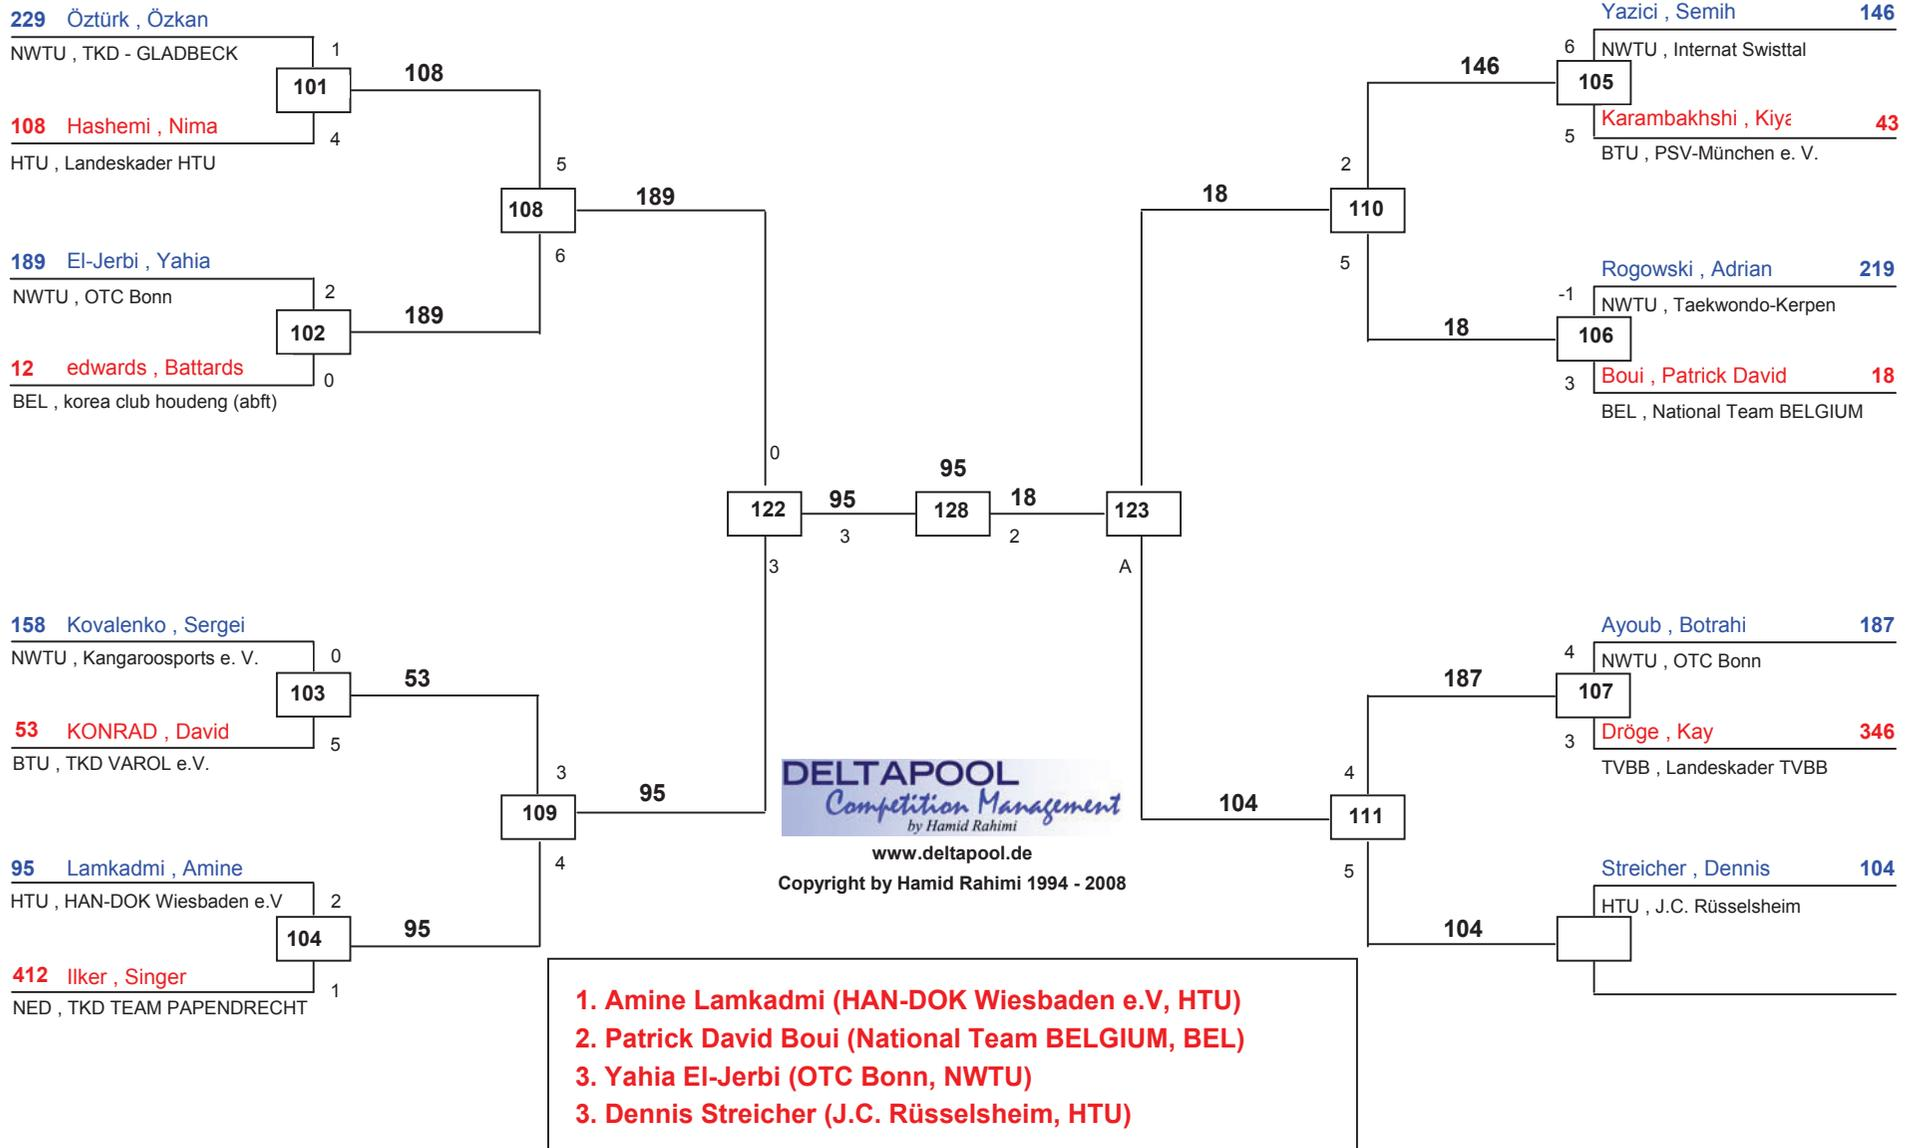 229 Öztürk , Özkan
NWTU , TKD - GLADBECK
1
101
108
108 Hashemi , Nima
4
HTU , Landeskader HTU
5
108
189
6
189 El-Jerbi , Yahia
NWTU , OTC Bonn
2
102
189
12 edwards , Battards
0
BEL , korea club houdeng (abft)
0
122
95
3
3
95
128
18
2
158 Kovalenko , Sergei
NWTU , Kangaroosports e. V.
0
103
53
53 KONRAD , David
5
BTU , TKD VAROL e.V.
3
109
95
4
95 Lamkadmi , Amine
HTU , HAN-DOK Wiesbaden e.V
2
104
95
412 Ilker , Singer
1
NED , TKD TEAM PAPENDRECHT
Yazici , Semih 146
6
NWTU , Internat Swisttal
146
105
Karambakhshi , Kiya 43
5
BTU , PSV-München e. V.
2
18
110
5
Rogowski , Adrian 219
-1
NWTU , Taekwondo-Kerpen
18
106
3
Boui , Patrick David 18
BEL , National Team BELGIUM
123
A
Ayoub , Botrahi 187
4
NWTU , OTC Bonn
187
107
3
Dröge , Kay 346
TVBB , Landeskader TVBB
4
104
111
5
Streicher , Dennis 104
HTU , J.C. Rüsselsheim
104
DELTAPOOL
Competition Management
by Hamid Rahimi
www.deltapool.de
Copyright by Hamid Rahimi 1994 - 2008
1. Amine Lamkadmi (HAN-DOK Wiesbaden e.V, HTU)
2. Patrick David Boui (National Team BELGIUM, BEL)
3. Yahia El-Jerbi (OTC Bonn, NWTU)
3. Dennis Streicher (J.C. Rüsselsheim, HTU)